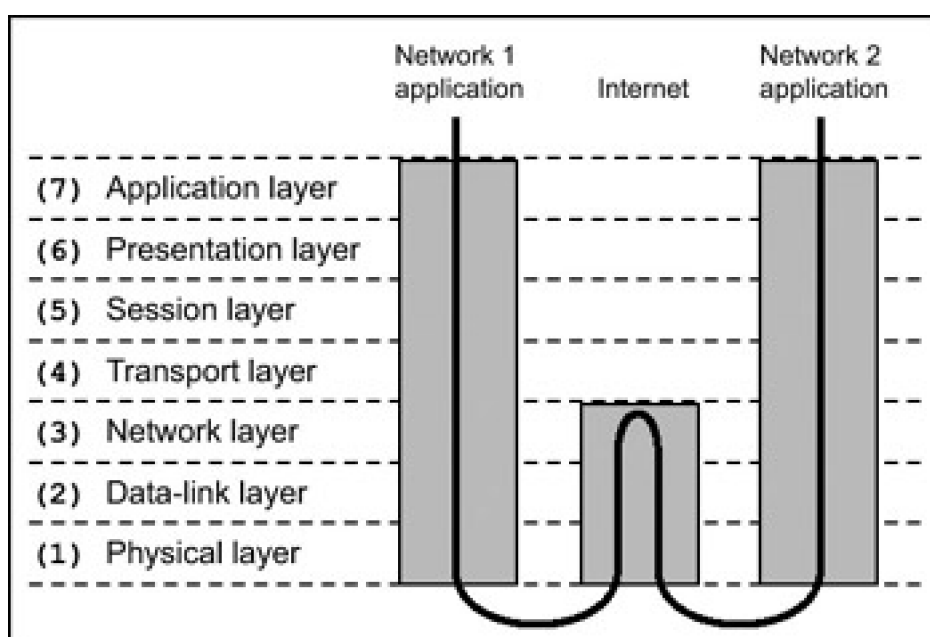 Network 1
application
Internet
Network 2
application
(7) Application layer
(6) Presentation layer
(5) Session layer
(4) Transport layer
(3) Network layer
(2) Data-link layer
(1) Physical layer